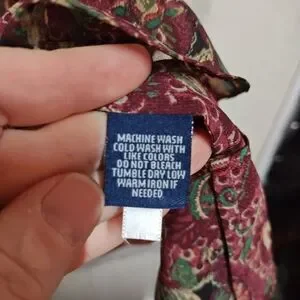 MACHINE WASH
COLD WASH WITH
LIKE COLORS
DO NOT BLEACH
TUMBLE DRY LOW
WARM IRON IF
NEEDED